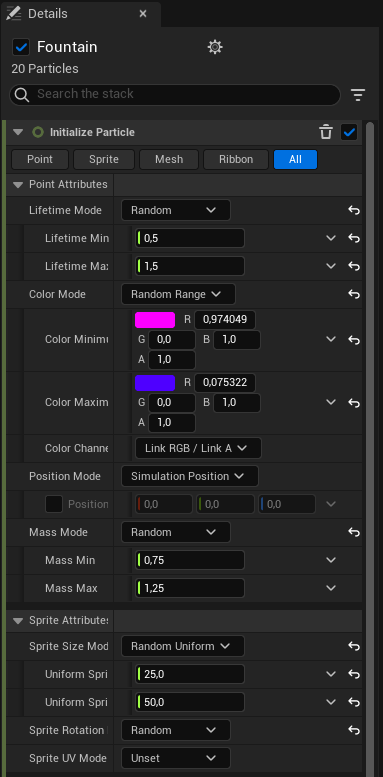 Details
Fountain
20 Particles
Search the stack
Initialize Particle
Point Sprite Mesh Ribbon All
Point Attributes
Lifetime Mode Random
Lifetime Min 0,5
Lifetime Max 1,5
Color Mode Random Range
R 0,974049
Color Minimu G 0,0 B 1,0
A 1,0
R 0,075322
Color Maxim G 0,0 B 1,0
A 1,0
Color Channe Link RGB / Link A
Position Mode Simulation Position
Position 0,0 0,0 0,0
Mass Mode Random
Mass Min 0,75
Mass Max 1,25
Sprite Attributes
Sprite Size Mod Random Uniform
Uniform Spri 25,0
Uniform Spri 50,0
Sprite Rotation Random
Sprite UV Mode Unset